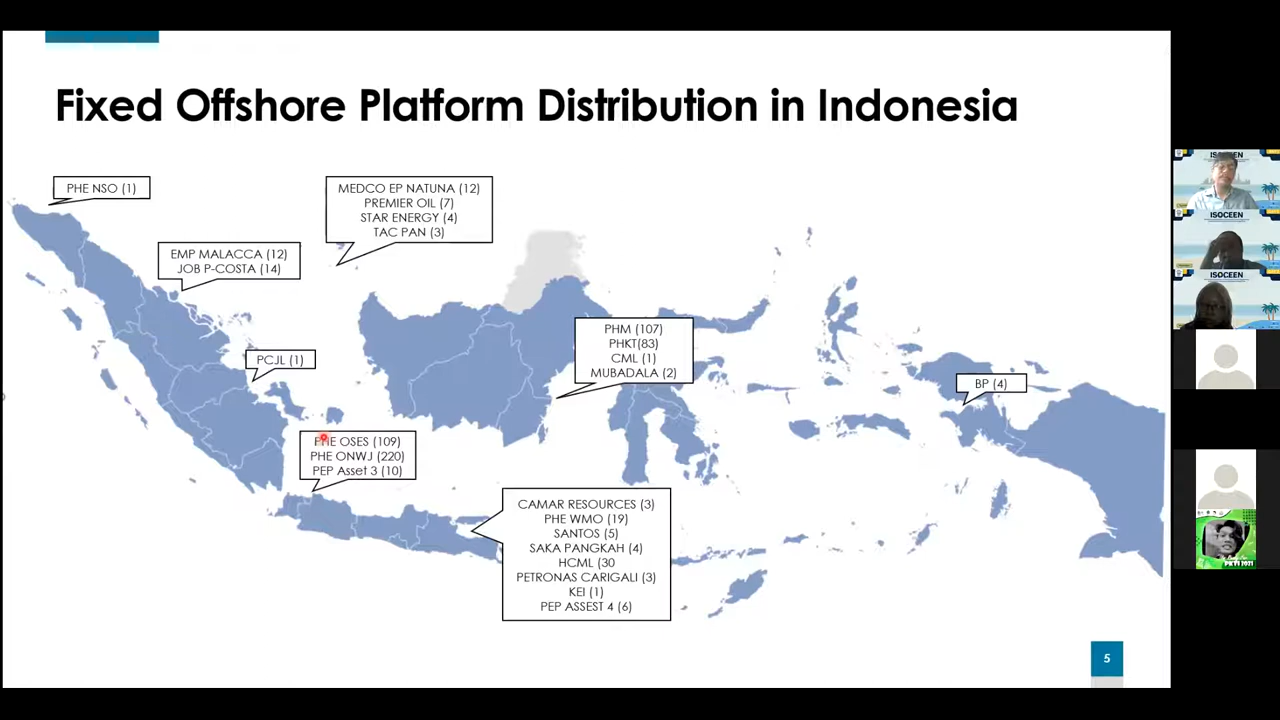 Fixed Offshore Platform Distribution in Indonesia
PHE NSO (1)
MEDCO EP NATUNA (12)
PREMIER OIL (7)
STAR ENERGY (4)
TAC PAN (3)
EMP MALACCA (12)
JOB P-COSTA (14)
PHM (107)
PHKT(83)
CML (1)
MUBADALA (2)
PCJL (1)
BP (4)
PHE OSES (109)
PHE ONWJ (220)
PEP Asset 3 (10)
CAMAR RESOURCES (3)
PHE WMO (19)
SANTOS (5)
SAKA PANGKAH (4)
HCML (30
PETRONAS CARIGALI (3)
KEI (1)
PEP ASSEST 4 (6)
5
ISOCEEN
ISOCEEN
ISOCEEN